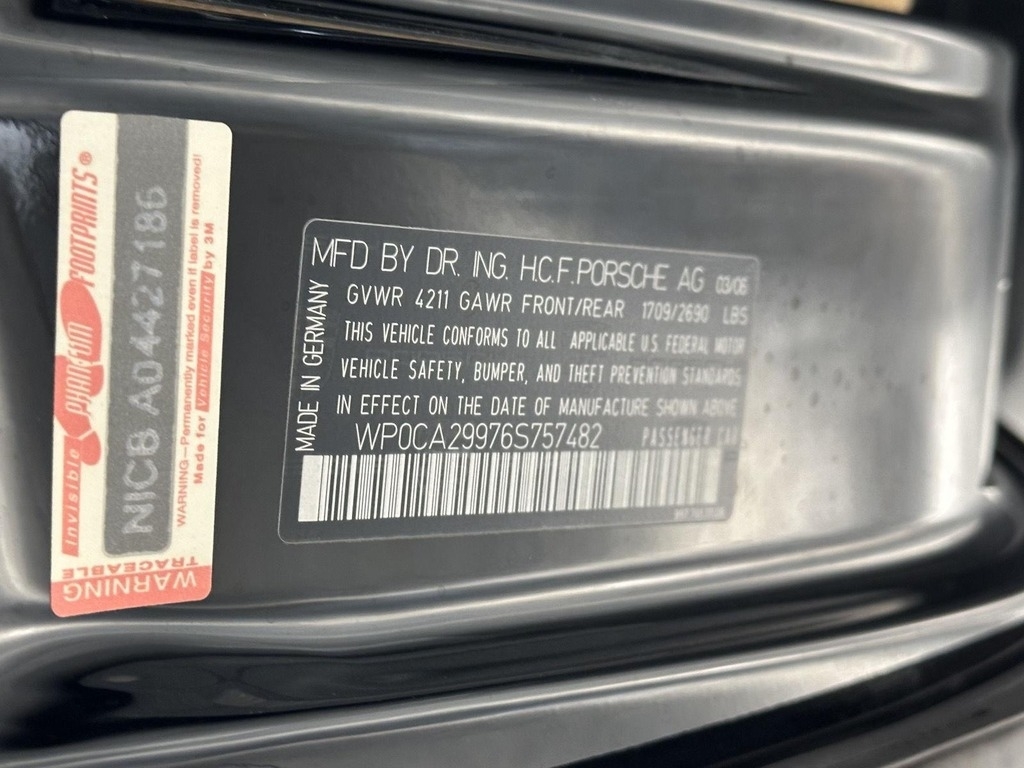 Invisible PHANTOM FOOTPRINTS®
NICB A04427186
WARNING—Permanently marked even if label is removed!
Made for Vehicle Security by 3M
WARNING
TRACEABLE
MFD BY DR. ING. H.C.F. PORSCHE AG 03/06
GVWR 4211 GAWR FRONT/REAR 1709/2690 LBS
THIS VEHICLE CONFORMS TO ALL APPLICABLE U.S. FEDERAL MOTOR
VEHICLE SAFETY, BUMPER, AND THEFT PREVENTION STANDARDS
IN EFFECT ON THE DATE OF MANUFACTURE SHOWN ABOVE
WP0CA29976S757482 PASSENGER CAR
MADE IN GERMANY